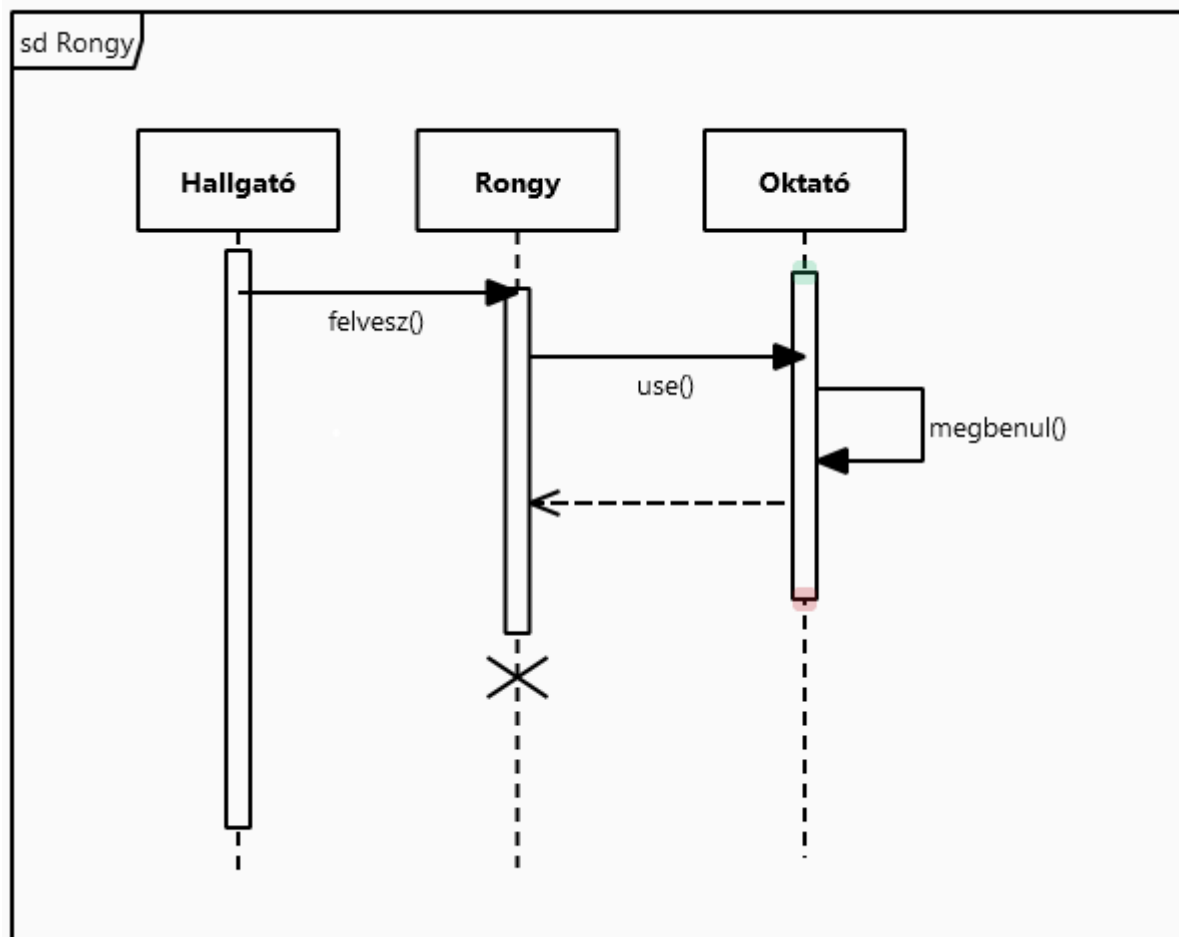 sd Rongy
Hallgató
Rongy
Oktató
felvesz()
use()
megbenul()